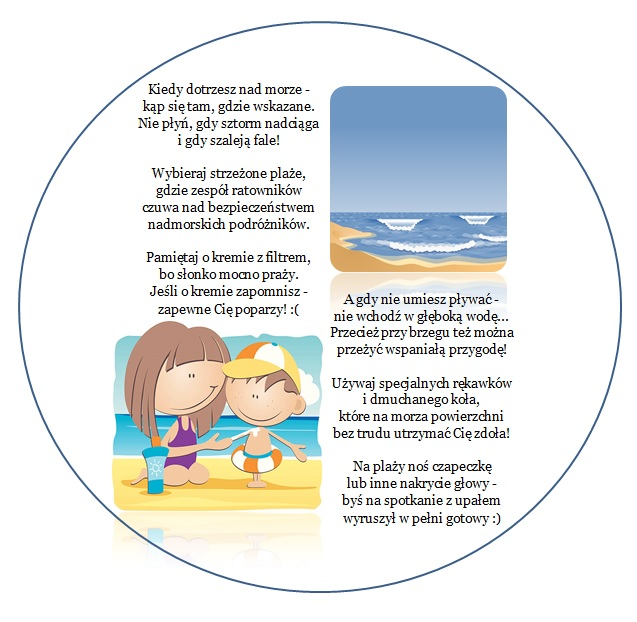 Kiedy dotrzesz nad morze -
kąp się tam, gdzie wskazane.
Nie płyń, gdy sztorm nadciąga
i gdy szaleją fale!
Wybieraj strzeżone plaże,
gdzie zespół ratowników
czuwa nad bezpieczeństwem
nadmorskich podróżników.
Pamiętaj o kremie z filtrem,
bo słonko mocno praży.
Jeśli o kremie zapomnisz -
zapewne Cię poparzy! :(
A gdy nie umiesz pływać -
nie wchodź w głęboką wodę...
Przecież przy brzegu też można
przeżyć wspaniałą przygodę!
Używaj specjalnych rękawków
i dmuchanego koła,
które na morza powierzchni
bez trudu utrzymać Cię zdoła!
Na plaży noś czapeczkę
lub inne nakrycie głowy -
byś na spotkanie z upałem
wyruszył w pełni gotowy :)